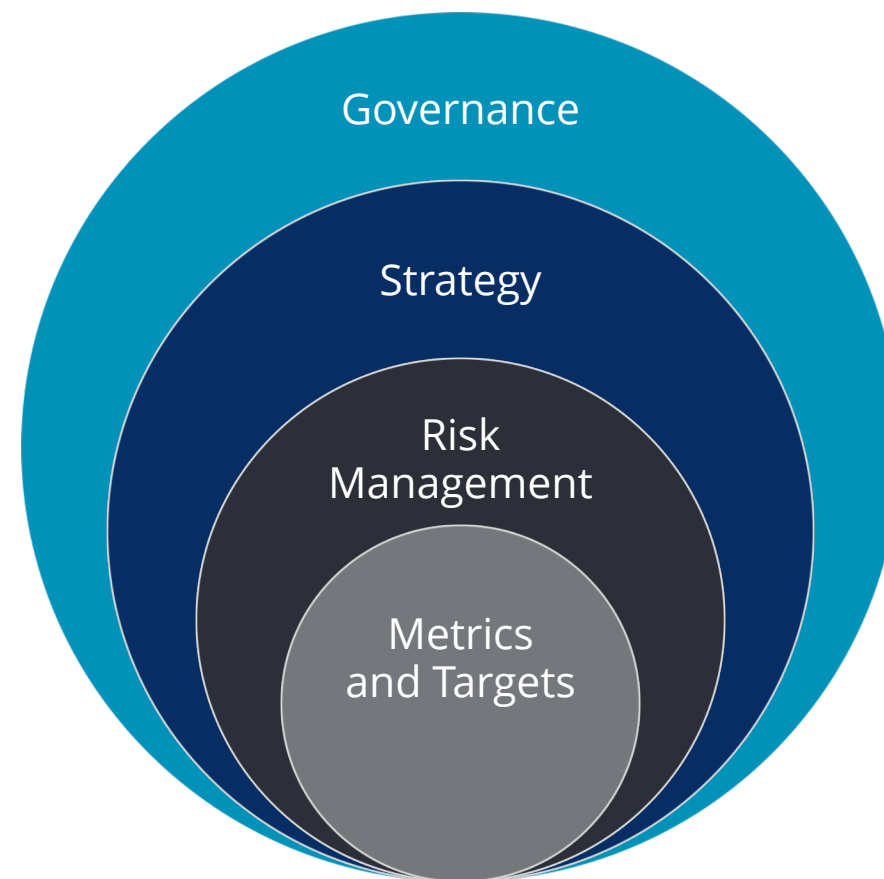 Governance
Strategy
Risk
Management
Metrics
and Targets